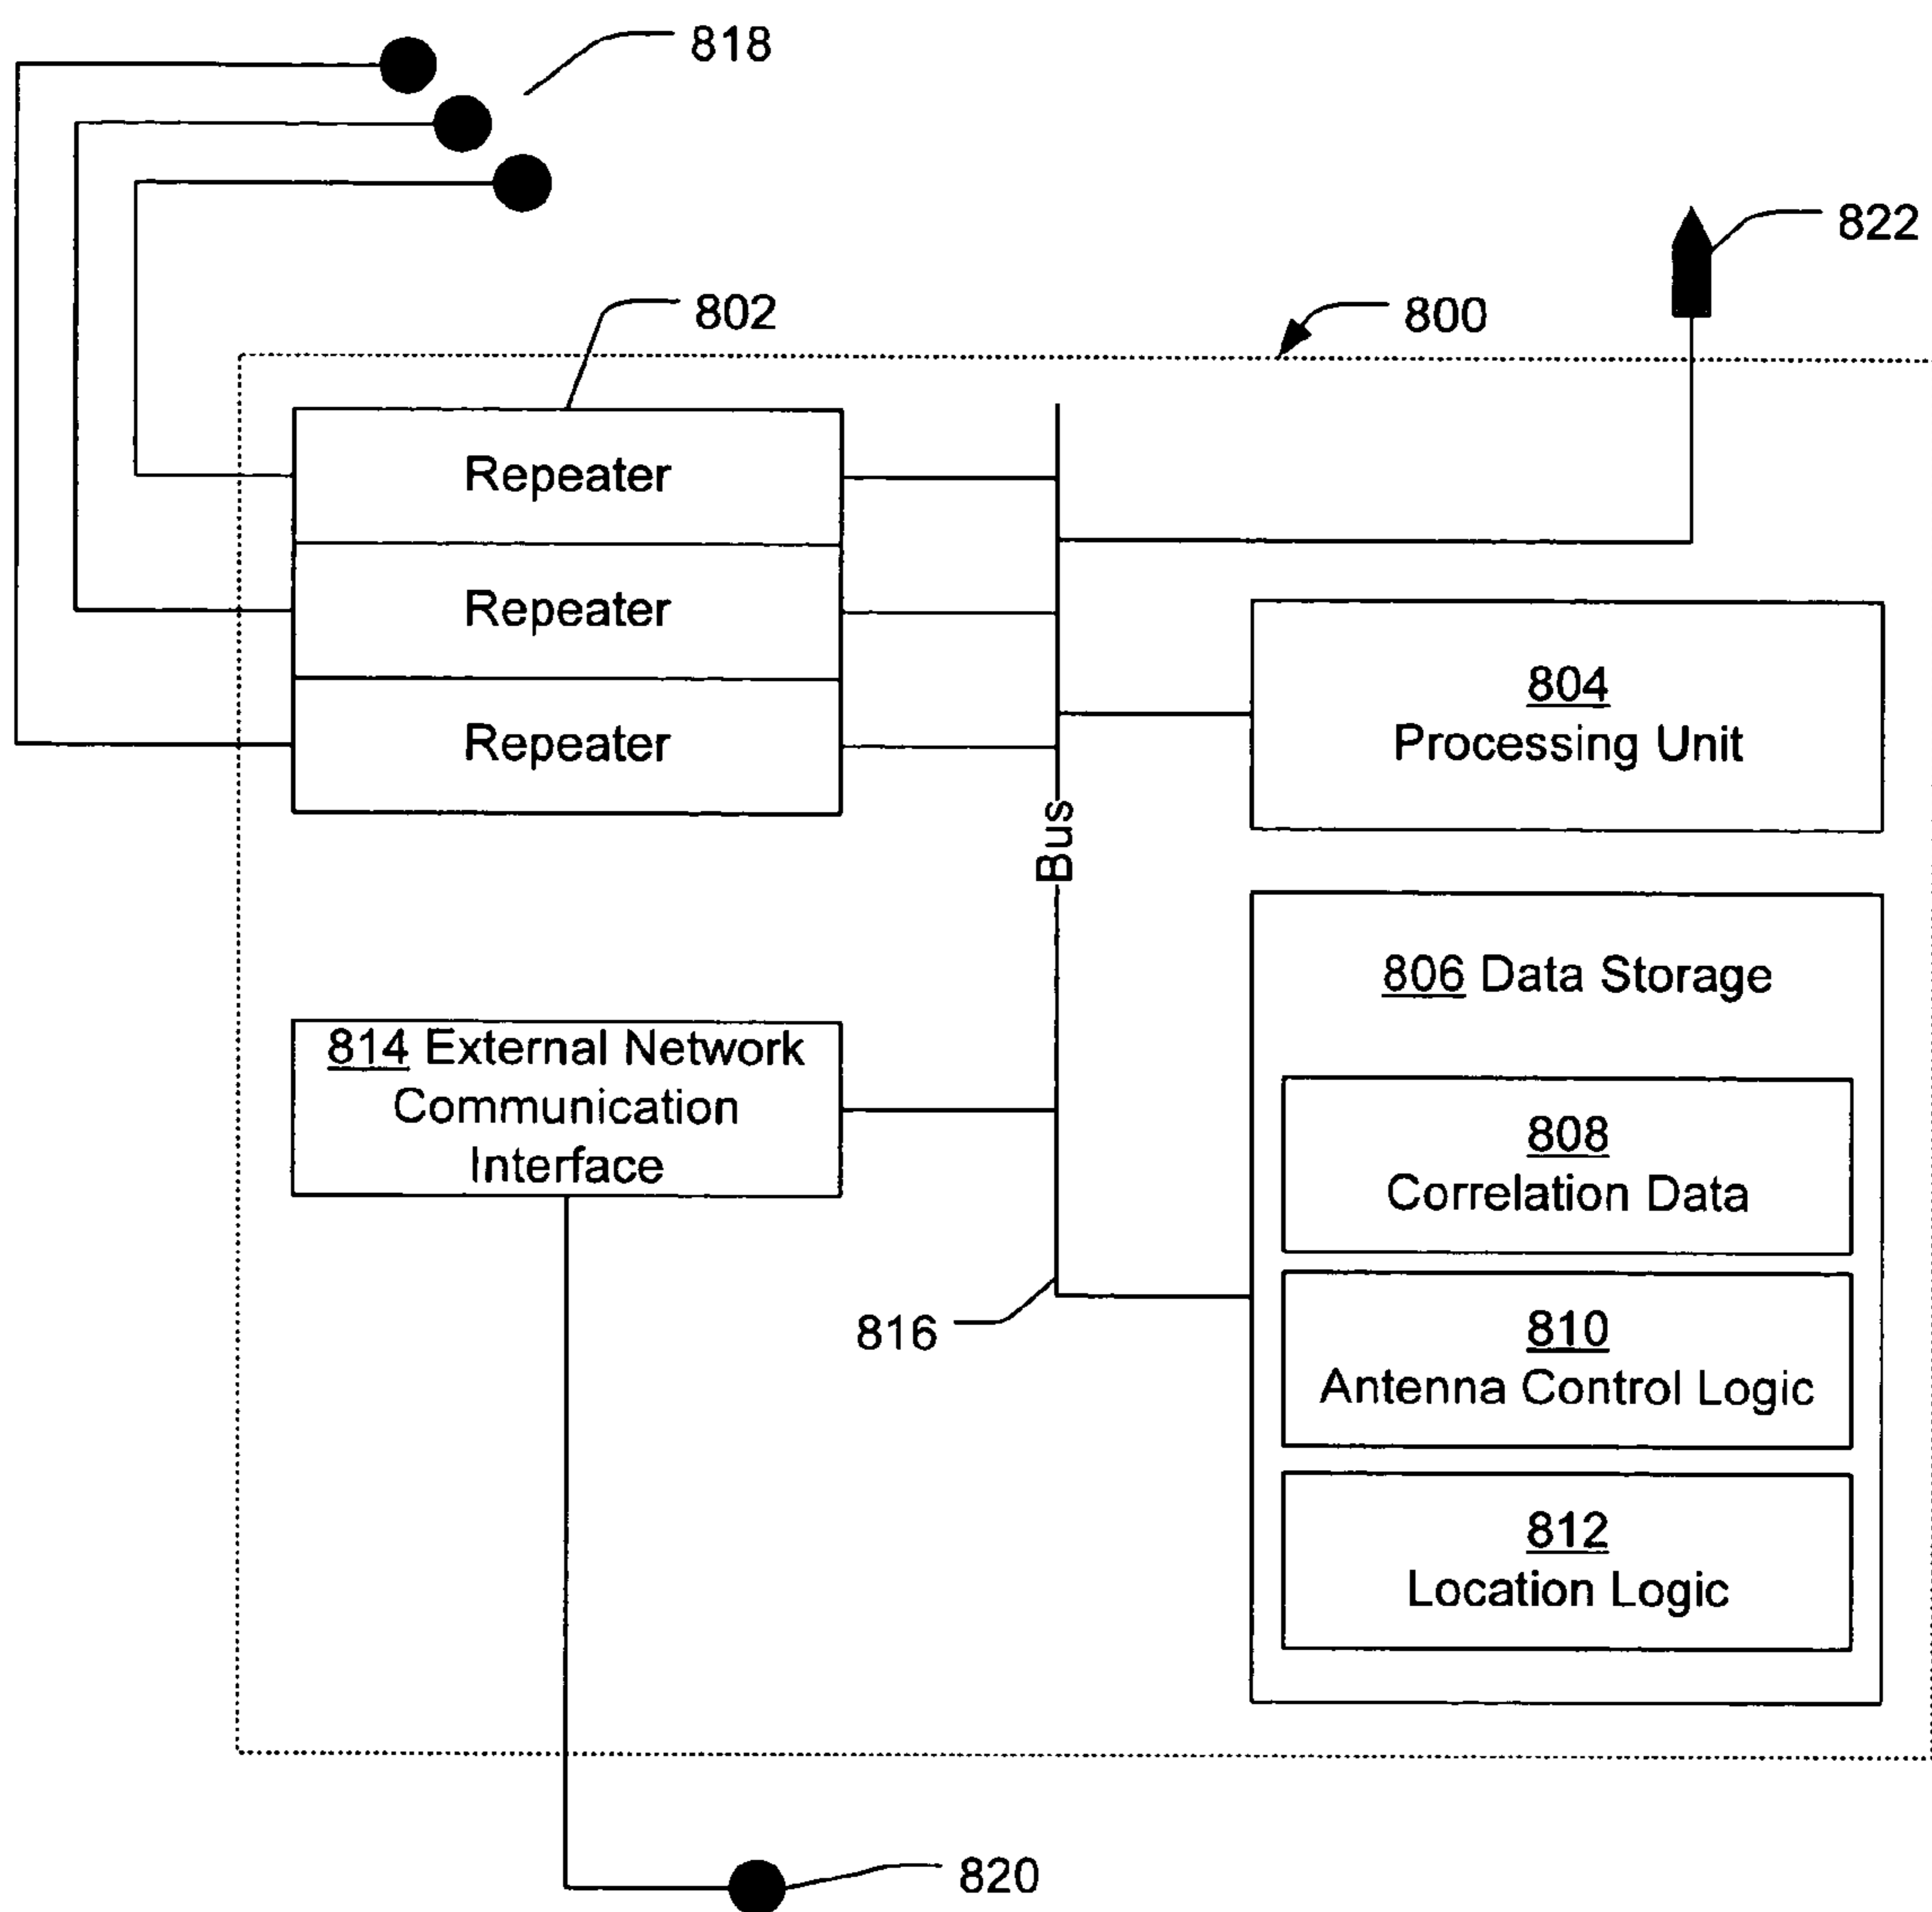 818
822
802
800
Repeater
Repeater
Repeater
804
Processing Unit
Bus
806 Data Storage
814 External Network
Communication
Interface
808
Correlation Data
816
810
Antenna Control Logic
812
Location Logic
820